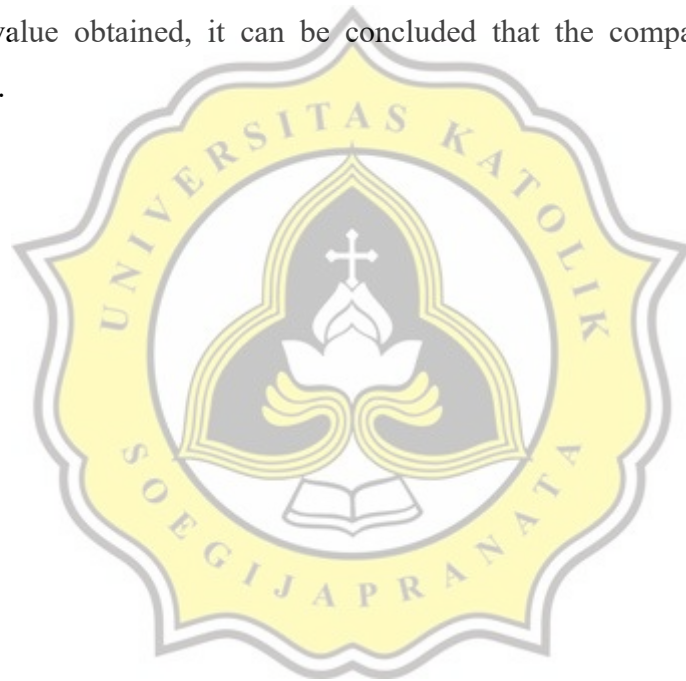 value obtained, it can be concluded that the compa
.
UNIVERSITAS KATOLIK
SOEGIJAPRANATA